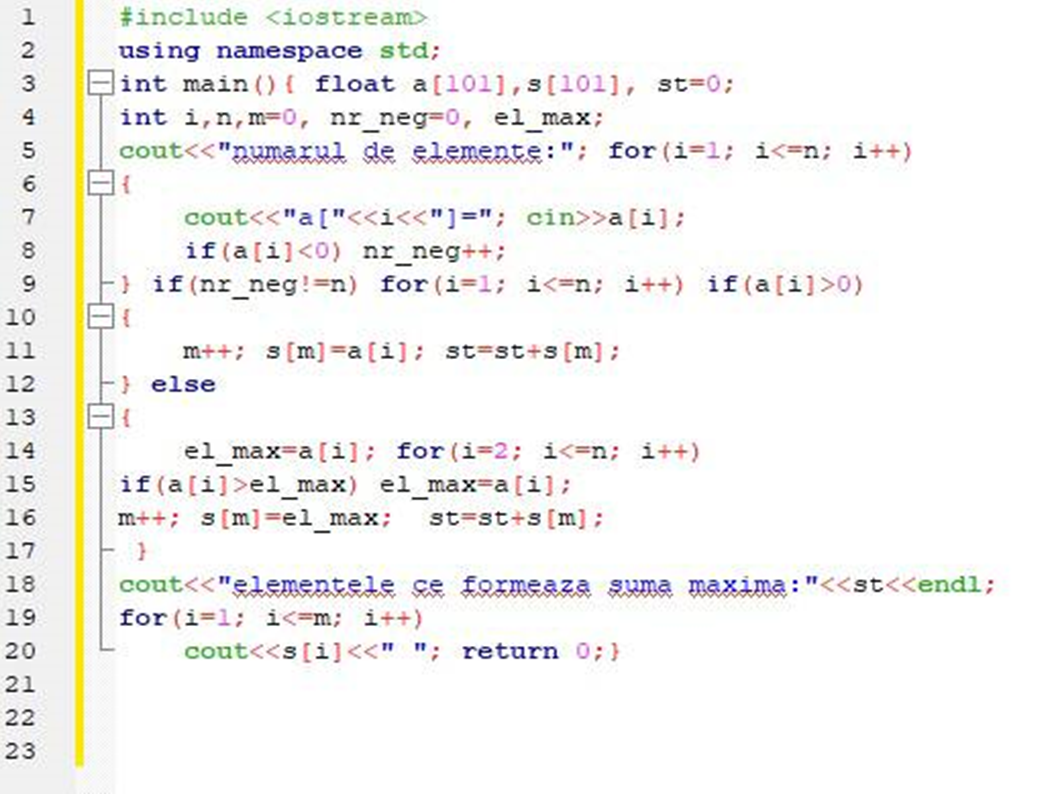 1 #include <iostream>
2 using namespace std;
3 int main(){ float a[101],s[101], st=0;
4 int i,n,m=0, nr_neg=0, el_max;
5 cout<<"numarul de elemente:"; for(i=1; i<=n; i++)
6 {
7 cout<<"a["<<i<<"]="; cin>>a[i];
8 if(a[i]<0) nr_neg++;
9 } if(nr_neg!=n) for(i=1; i<=n; i++) if(a[i]>0)
10 {
11 m++; s[m]=a[i]; st=st+s[m];
12 } else
13 {
14 el_max=a[i]; for(i=2; i<=n; i++)
15 if(a[i]>el_max) el_max=a[i];
16 m++; s[m]=el_max; st=st+s[m];
17 }
18 cout<<"elementele ce formeaza suma maxima:"<<st<<endl;
19 for(i=1; i<=m; i++)
20 cout<<s[i]<<" "; return 0;}
21
22
23